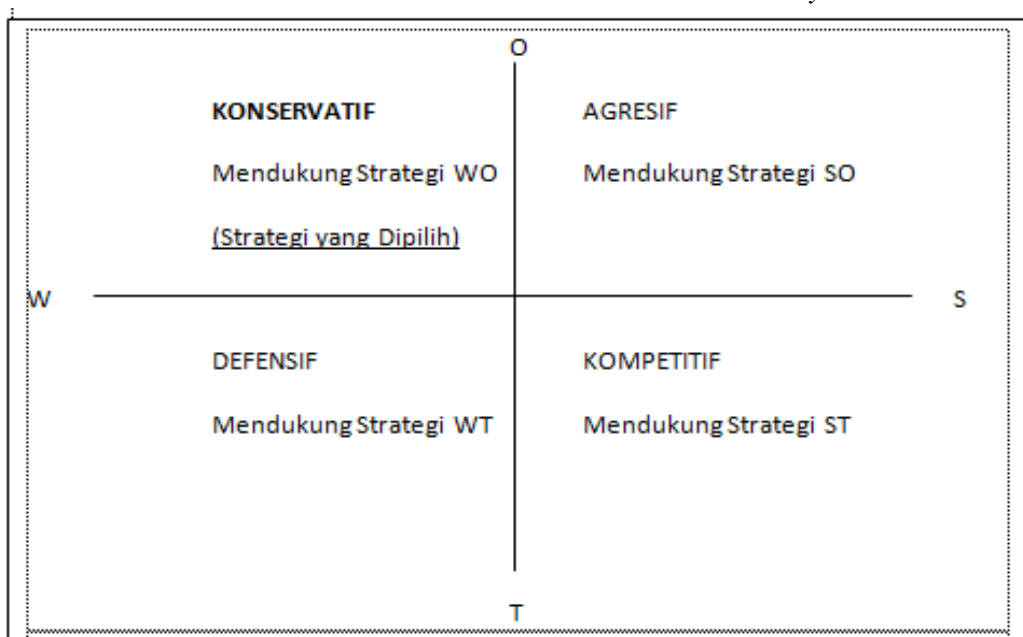 O
KONSERVATIF
Mendukung Strategi WO
(Strategi yang Dipilih)
AGRESIF
Mendukung Strategi SO
W
S
DEFENSIF
Mendukung Strategi WT
KOMPETITIF
Mendukung Strategi ST
T